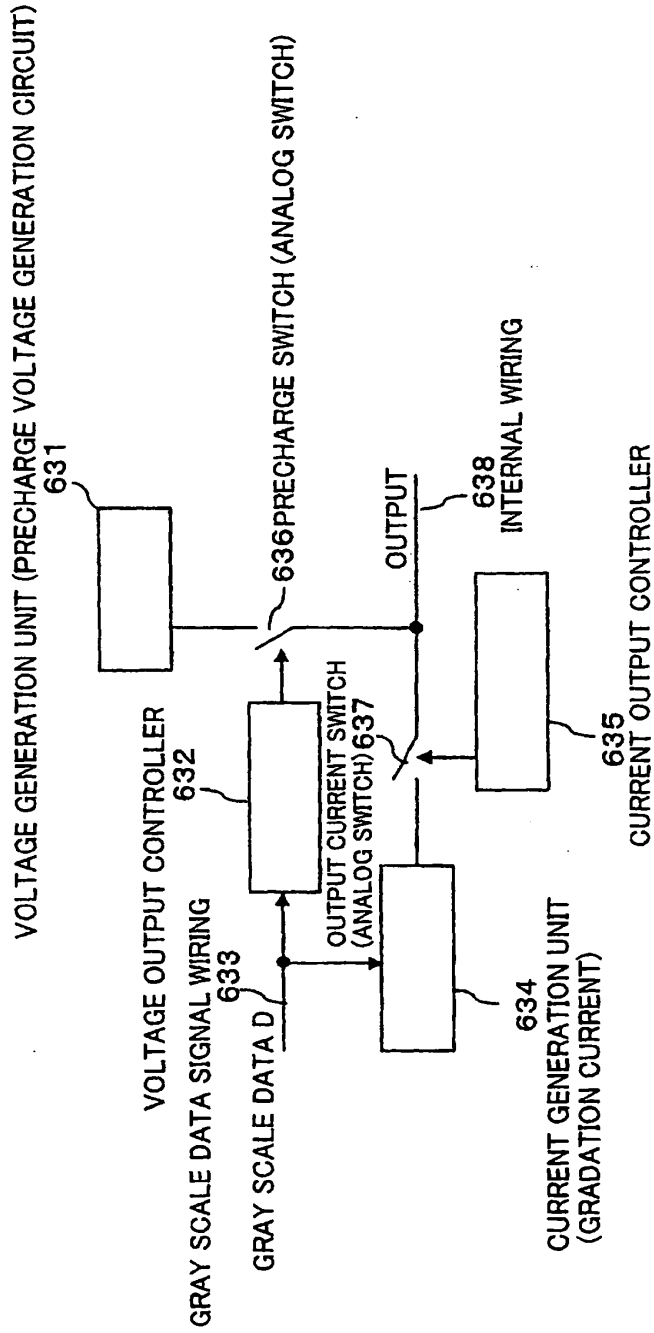 VOLTAGE GENERATION UNIT (PRECHARGE VOLTAGE GENERATION CIRCUIT)
631
VOLTAGE OUTPUT CONTROLLER
632
636 PRECHARGE SWITCH (ANALOG SWITCH)
GRAY SCALE DATA SIGNAL WIRING
633
GRAY SCALE DATA D
OUTPUT CURRENT SWITCH
(ANALOG SWITCH) 637
OUTPUT
638
INTERNAL WIRING
634
CURRENT GENERATION UNIT
(GRADATION CURRENT)
635
CURRENT OUTPUT CONTROLLER